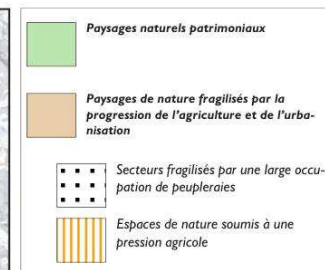 Paysages naturels patrimoniaux
Paysages de nature fragilisés par la
progression de l'agriculture et de l'urba-
nisation
Secteurs fragilisés par une large occu-
pation de peupleraies
Espaces de nature soumis à une
pression agricole